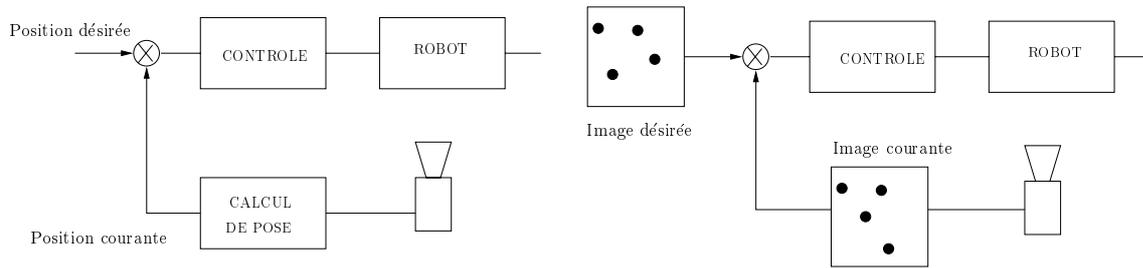 Position désirée
CONTROLE
ROBOT
CALCUL
DE POSE
Position courante
Image désirée
CONTROLE
ROBOT
Image courante